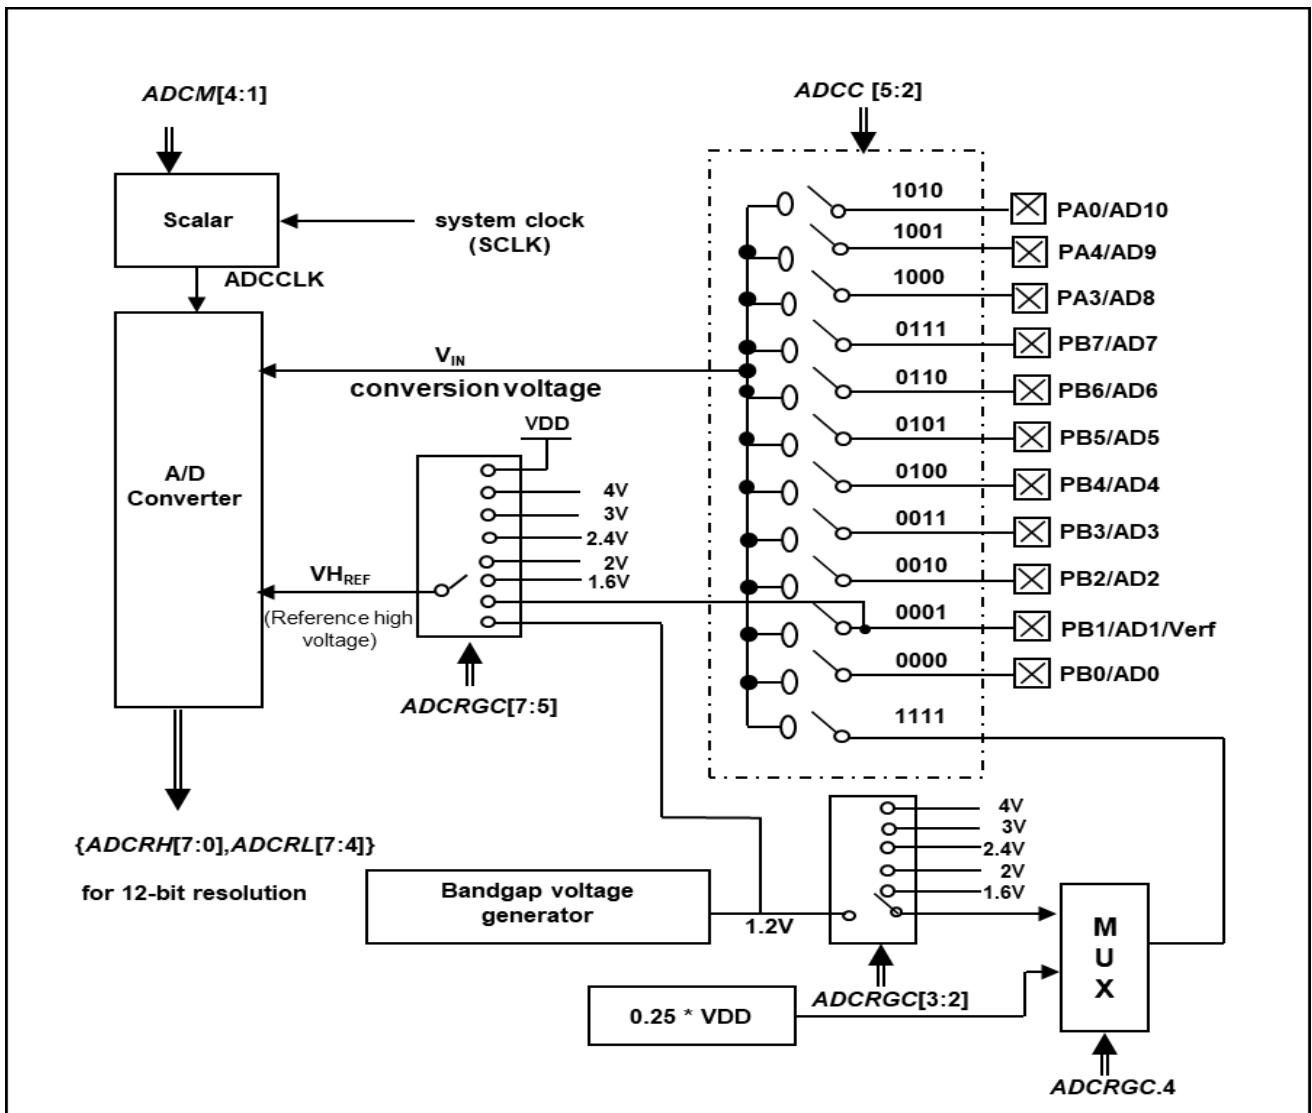 ADCM[4:1]
ADCC [5:2]
Scalar
system clock
(SCLK)
ADCCLK
1010
PA0/AD10
1001
PA4/AD9
1000
PA3/AD8
0111
PB7/AD7
VIN
conversion voltage
0110
PB6/AD6
VDD
0101
PB5/AD5
A/D
Converter
0100
PB4/AD4
4V
3V
2.4V
2V
1.6V
0011
PB3/AD3
0010
PB2/AD2
VHREF
(Reference high
voltage)
0001
PB1/AD1/Verf
0000
PB0/AD0
ADCRGC[7:5]
1111
{ADCRH[7:0],ADCRL[7:4]}
for 12-bit resolution
4V
3V
2.4V
2V
1.6V
Bandgap voltage
generator
1.2V
M
U
X
ADCRGC[3:2]
0.25 * VDD
ADCRGC.4